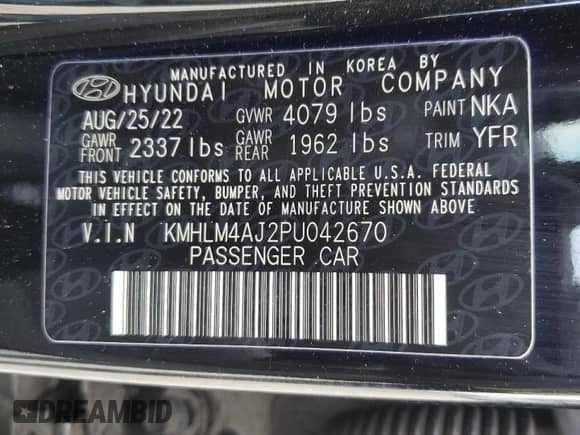 MANUFACTURED IN KOREA BY
HYUNDAI MOTOR COMPANY
AUG/25/22 GVWR 4079 lbs PAINT NKA
GAWR FRONT 2337 lbs GAWR REAR 1962 lbs TRIM YFR
THIS VEHICLE CONFORMS TO ALL APPLICABLE U.S.A. FEDERAL
MOTOR VEHICLE SAFETY, BUMPER, AND THEFT PREVENTION STANDARDS
IN EFFECT ON THE DATE OF MANUFACTURE SHOWN ABOVE
V.I.N KMHLM4AJ2PU042670
PASSENGER CAR
DREAMBID